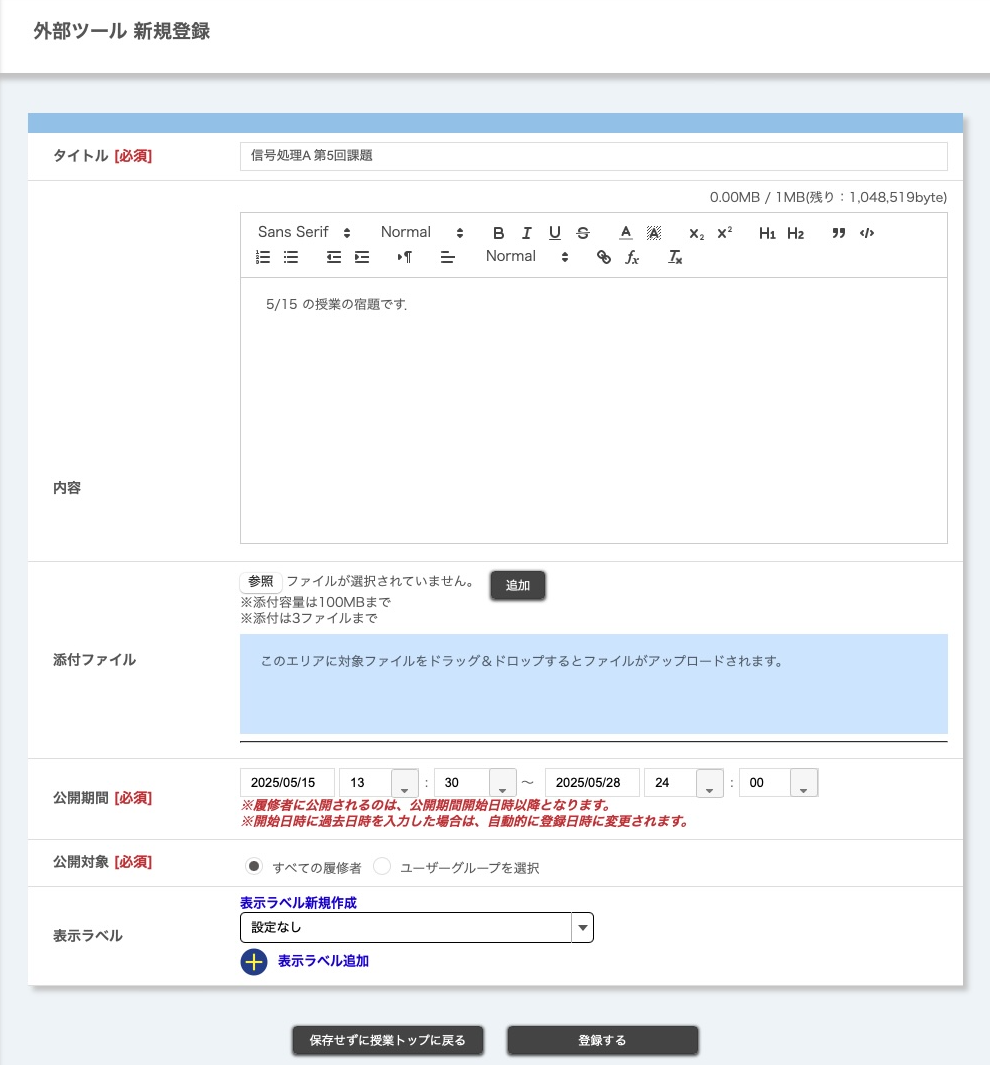 外部ツール 新規登録
タイトル [必須]
信号処理A 第5回課題
0.00MB / 1MB(残り：1,048,519byte)
Sans Serif Normal B I U S A A X₂ X² H1 H2 ” </>
Normal fx Tx
5/15 の授業の宿題です.
内容
参照 ファイルが選択されていません。 追加
※添付容量は100MBまで
※添付は3ファイルまで
添付ファイル
このエリアに対象ファイルをドラッグ＆ドロップするとファイルがアップロードされます。
公開期間 [必須]
2025/05/15 13 : 30 ～ 2025/05/28 24 : 00
※履修者に公開されるのは、公開期間開始日時以降となります。
※開始日時に過去日時を入力した場合は、自動的に登録日時に変更されます。
公開対象 [必須]
すべての履修者 ユーザーグループを選択
表示ラベル
表示ラベル新規作成
設定なし
表示ラベル追加
保存せずに授業トップに戻る 登録する